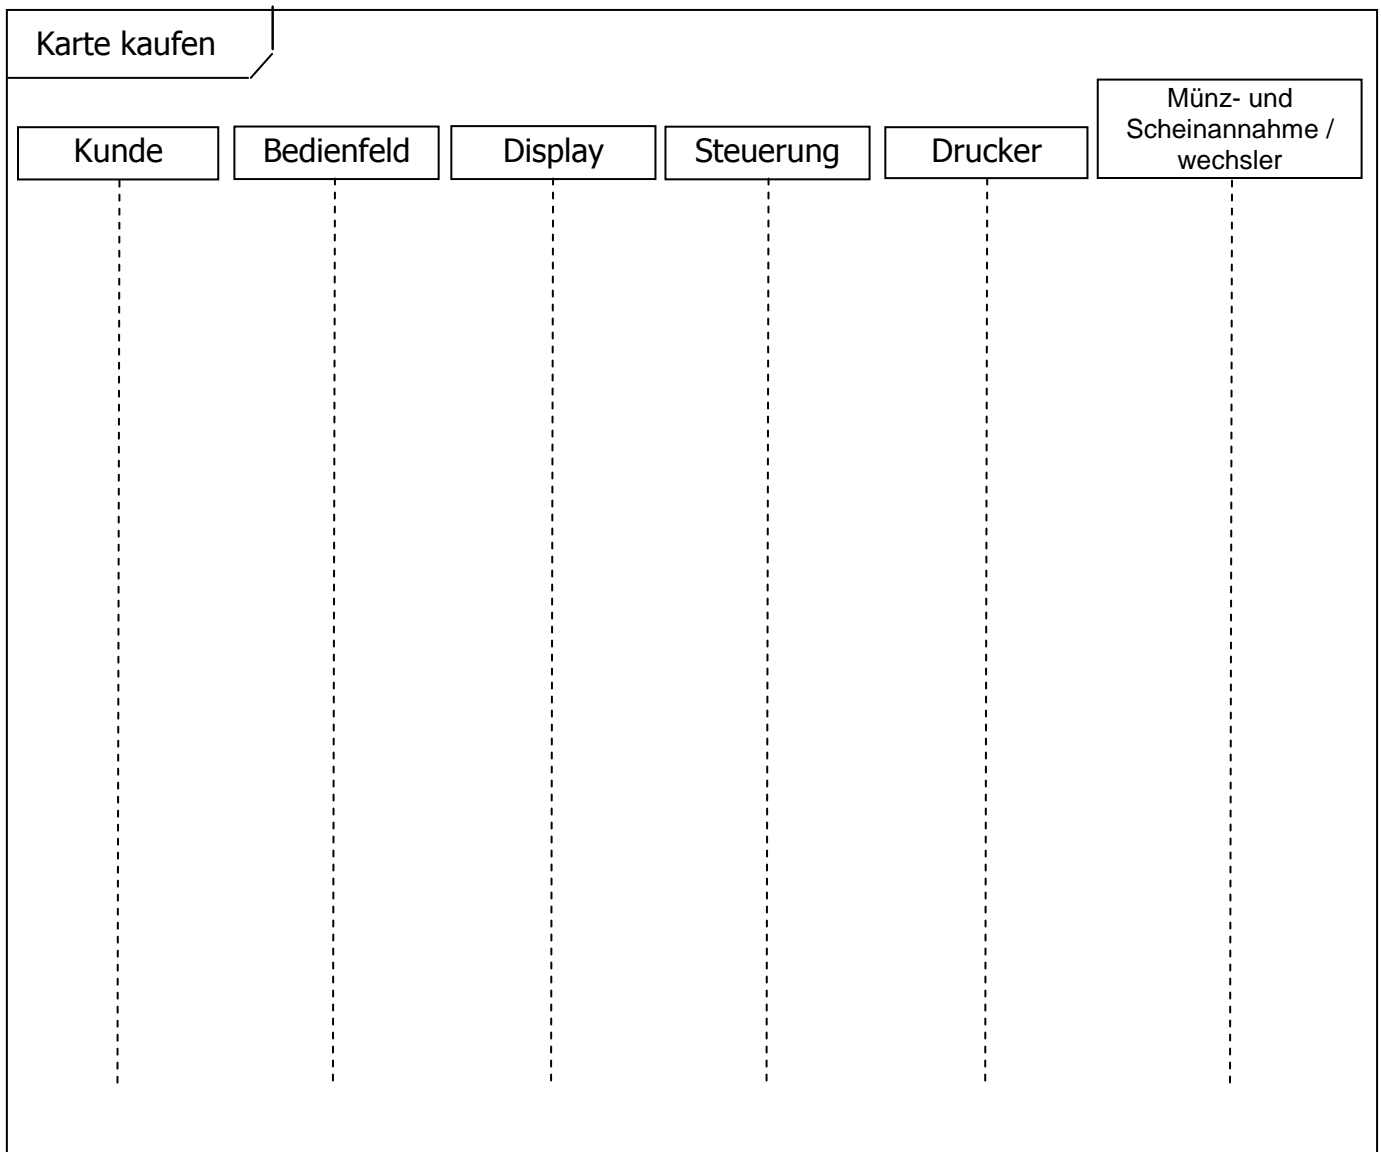 Karte kaufen
Kunde
Bedienfeld
Display
Steuerung
Drucker
Münz- und
Scheinannahme /
wechsler